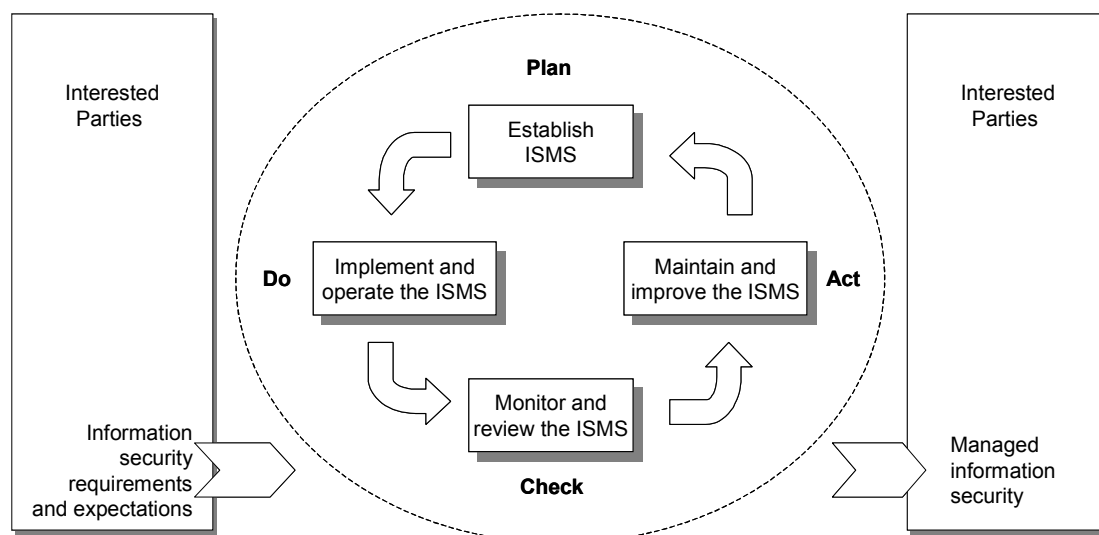 Interested
Parties
Information
security
requirements
and expectations
Plan
Establish
ISMS
Do
Implement and
operate the ISMS
Maintain and
improve the ISMS
Act
Monitor and
review the ISMS
Check
Interested
Parties
Managed
information
security